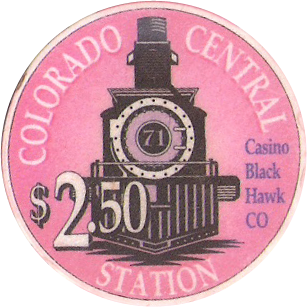 COLORADO CENTRAL
71
Casino
Black
Hawk
CO
$2.50
STATION